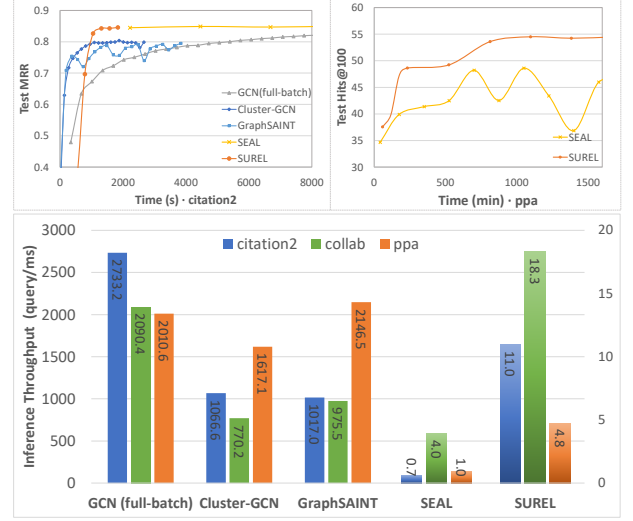 0.9
0.8
0.7
0.6
0.5
0.4
Test MRR
GCN(full-batch)
Cluster-GCN
GraphSAINT
SEAL
SUREL
0 2000 4000 6000 8000
Time (s) · citation2
60
55
50
45
40
35
30
Test Hits@100
SEAL
SUREL
0 500 1000 1500
Time (min) · ppa
citation2 collab ppa
3000
2500
2000
1500
1000
500
0
Inference Throughput (query/ms)
20
15
10
5
0
2733.2
2090.4
2010.6
1066.6
770.2
1617.1
1017.0
975.5
2146.5
0.7
4.0
1.0
11.0
18.3
4.8
GCN (full-batch) Cluster-GCN GraphSAINT SEAL SUREL